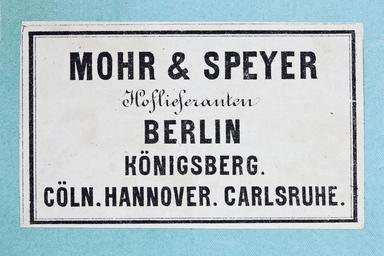 MOHR & SPEYER
Hoflieferanten
BERLIN
KÖNIGSBERG.
CÖLN. HANNOVER. CARLSRUHE.